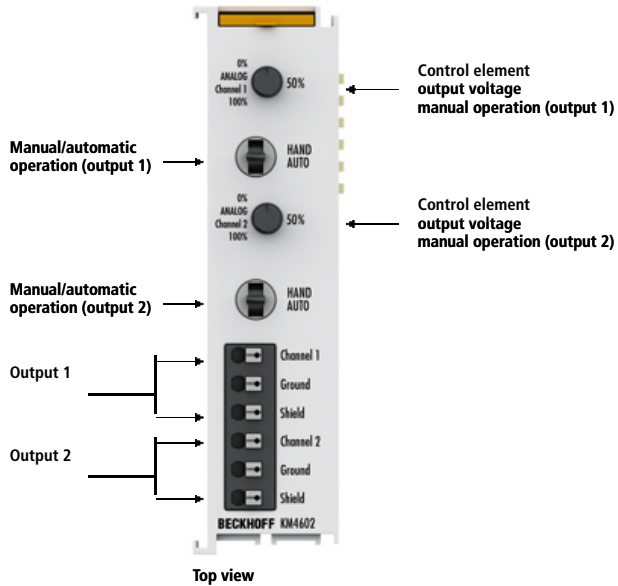 0%
ANALOG
Channel 1
100%
50%
Control element
output voltage
manual operation (output 1)
Manual/automatic
operation (output 1)
HAND
AUTO
0%
ANALOG
Channel 2
100%
50%
Control element
output voltage
manual operation (output 2)
Manual/automatic
operation (output 2)
HAND
AUTO
Output 1
Channel 1
Ground
Shield
Output 2
Channel 2
Ground
Shield
BECKHOFF KM4602
Top view